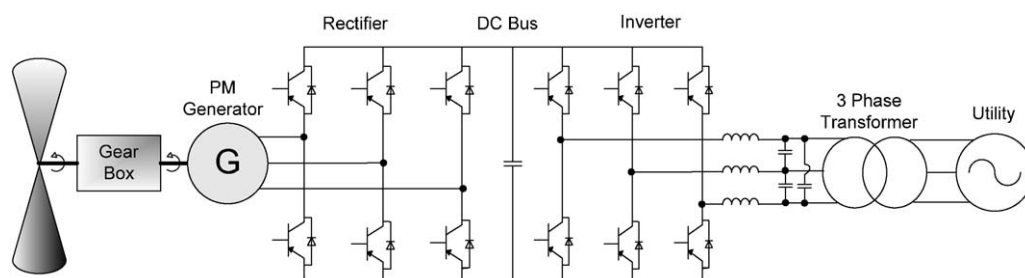 Rectifier
DC Bus
Inverter
PM
Generator
3 Phase
Transformer
Utility
Gear
Box
G